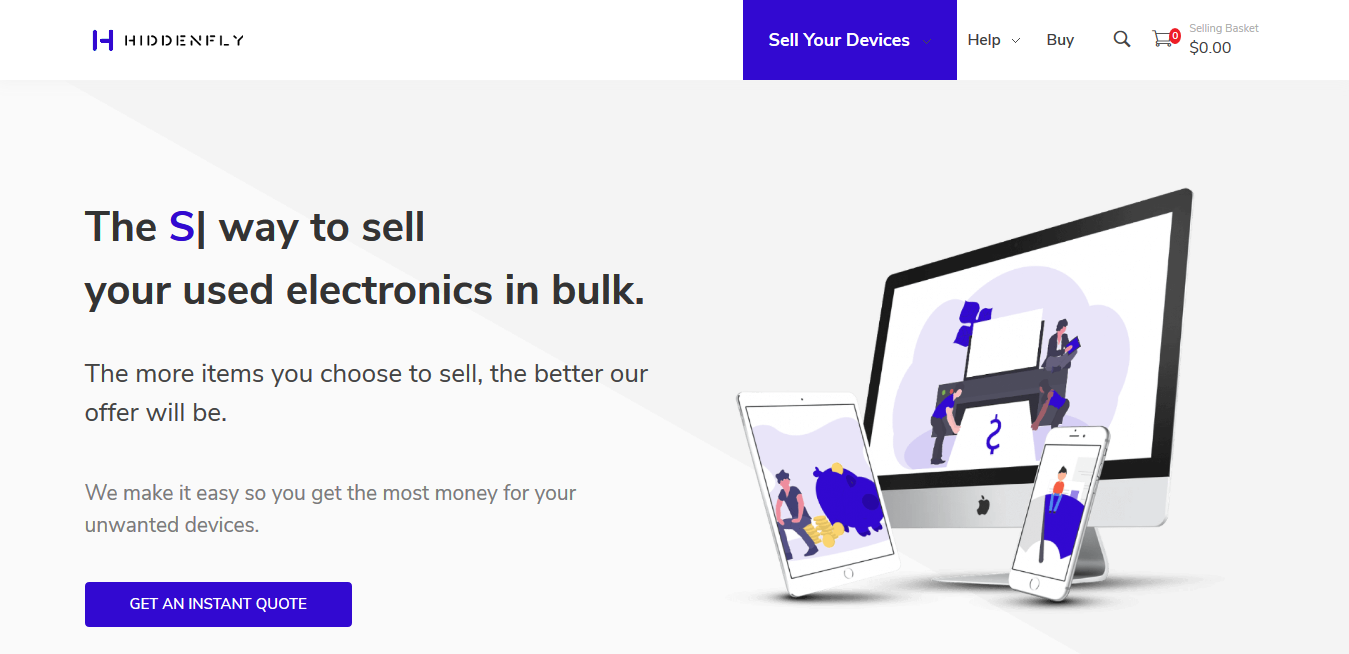 HIDDENFLY
Sell Your Devices
Help
Buy
0
Selling Basket
$0.00
The S| way to sell
your used electronics in bulk.
The more items you choose to sell, the better our
offer will be.
We make it easy so you get the most money for your
unwanted devices.
GET AN INSTANT QUOTE
$